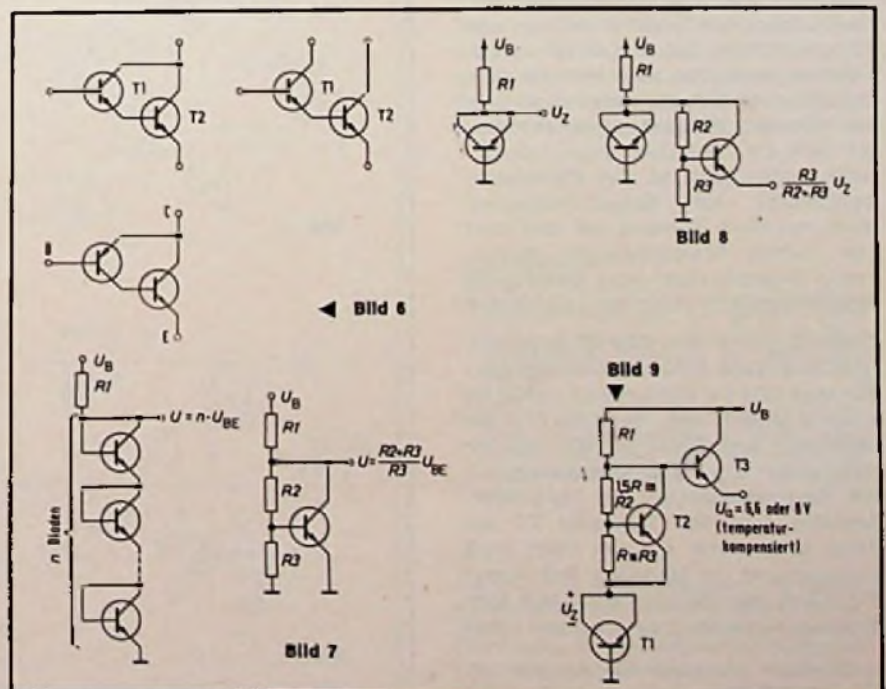 T1
T2
T1
T2
B
C
E
Bild 6
U_B
R1
U_Z
U_B
R1
R2
R3
R3/(R2+R3) U_Z
Bild 8
U_B
R1
U = n·U_BE
n Dioden
U_B
R1
R2
R3
U = (R2+R3)/R3 U_BE
Bild 7
Bild 9
U_B
R1
1,5R = R2
R = R3
T2
T3
= 6,6 oder 8 V
(temperatur-
kompensiert)
+
U_Z
−
T1